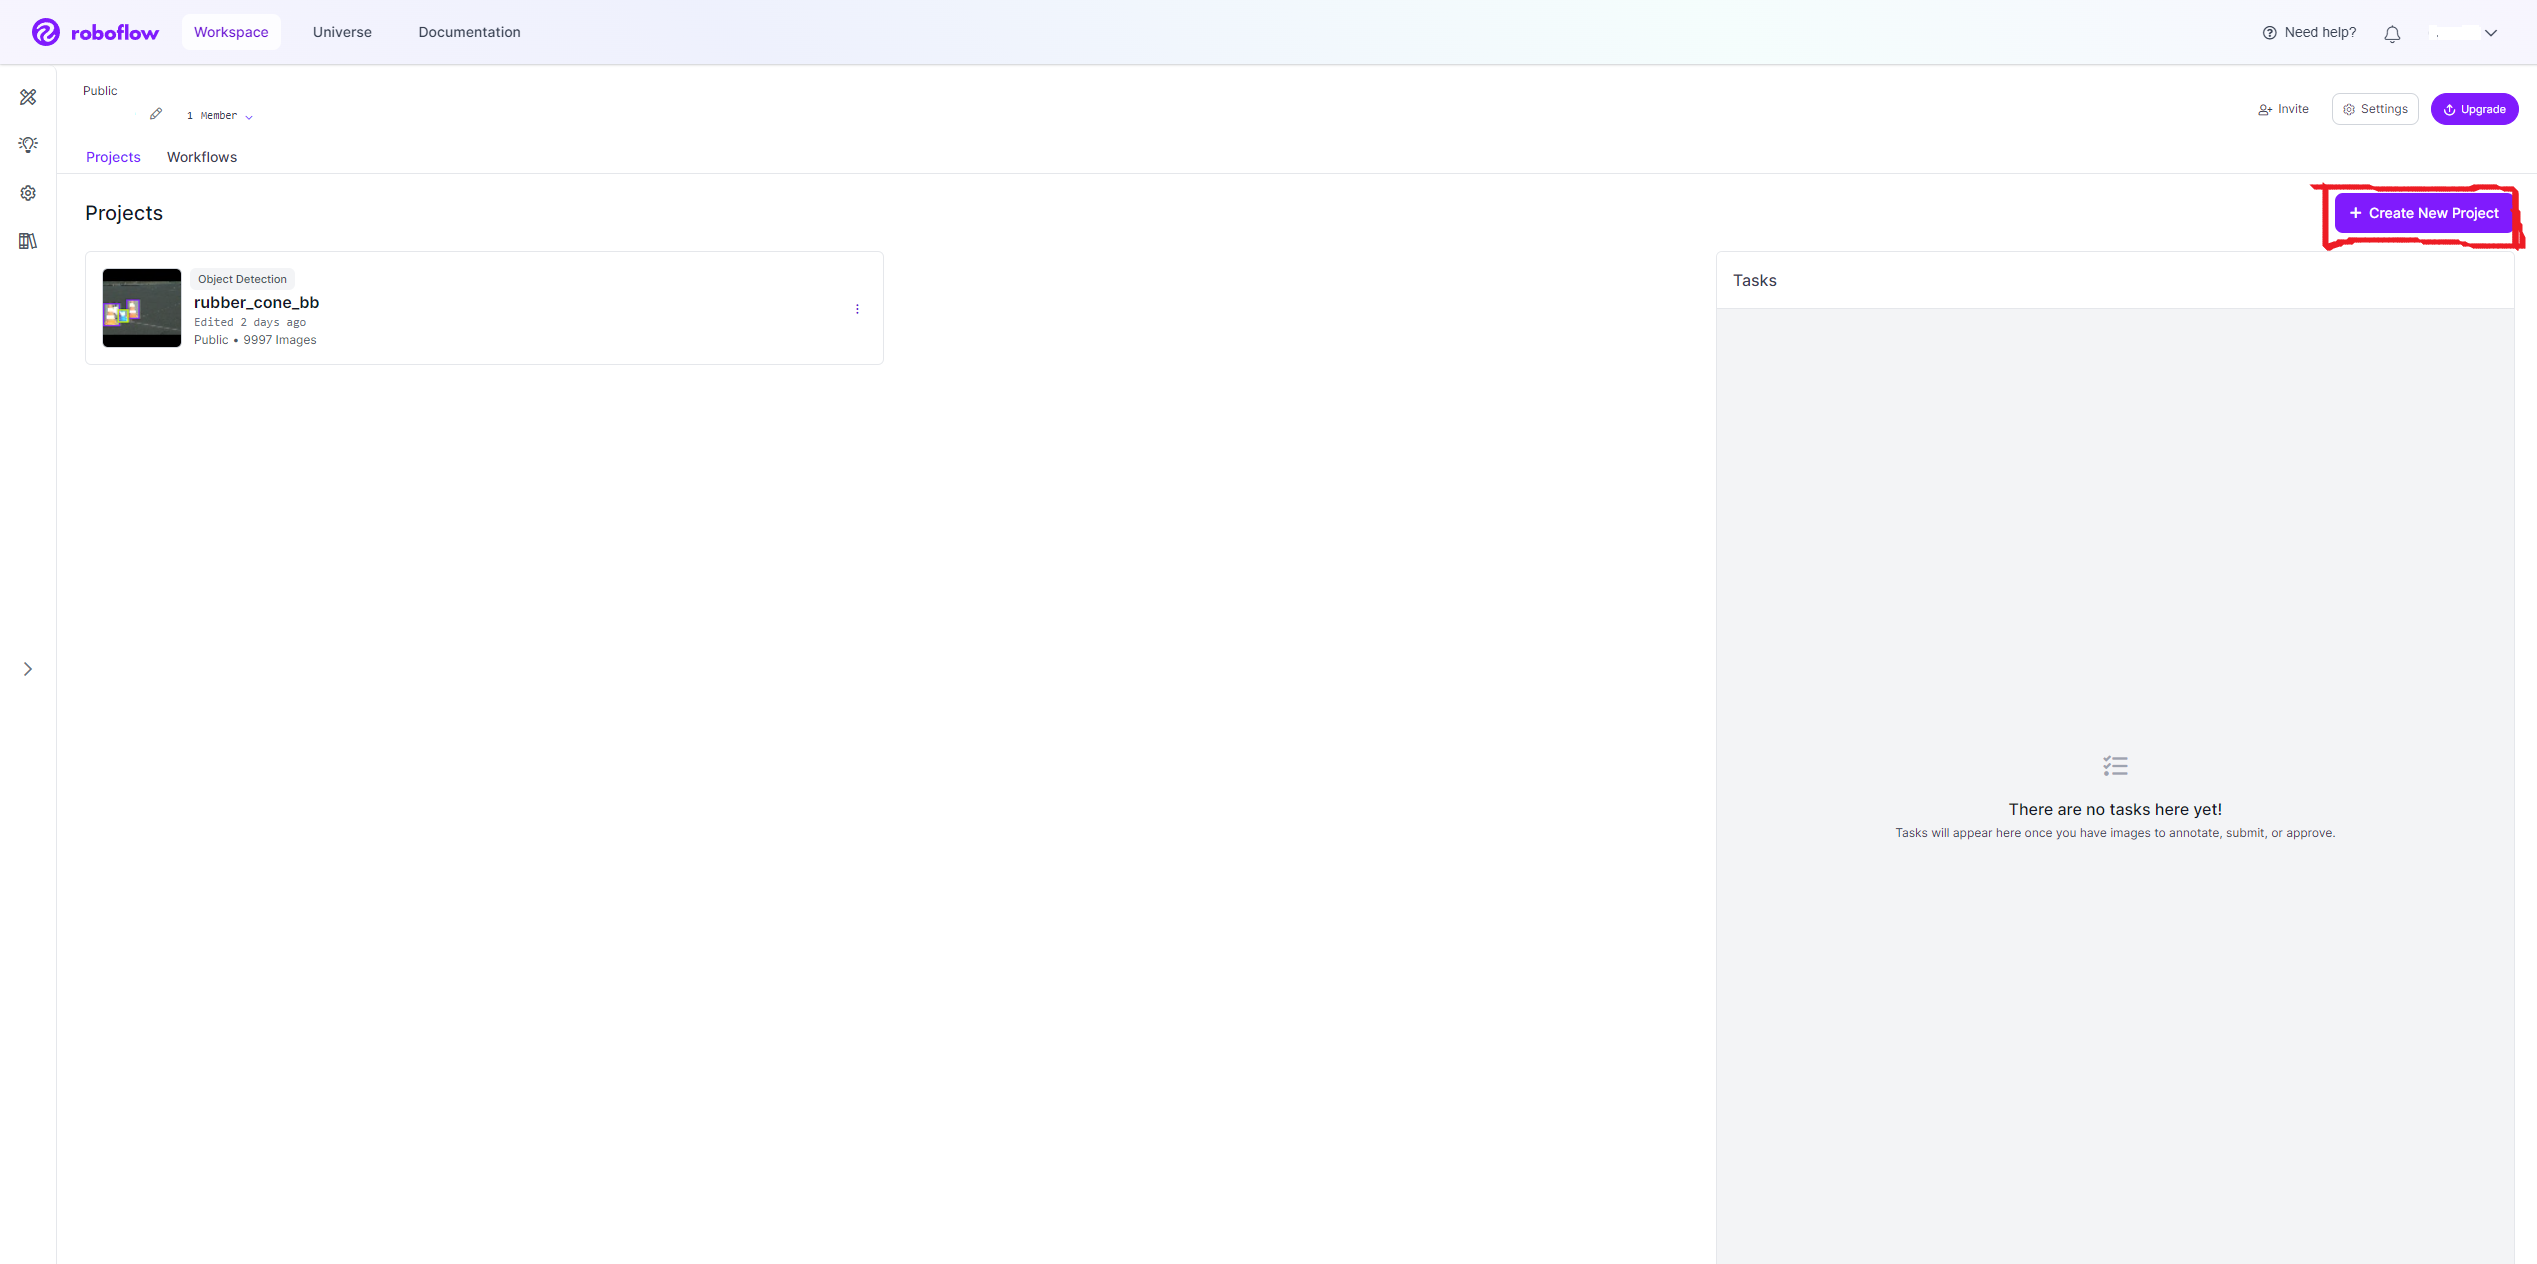 roboflow
Workspace
Universe
Documentation
Need help?
Public
1 Member
Invite
Settings
Upgrade
Projects
Workflows
Projects
+ Create New Project
Object Detection
rubber_cone_bb
Edited 2 days ago
Public • 9997 Images
Tasks
There are no tasks here yet!
Tasks will appear here once you have images to annotate, submit, or approve.